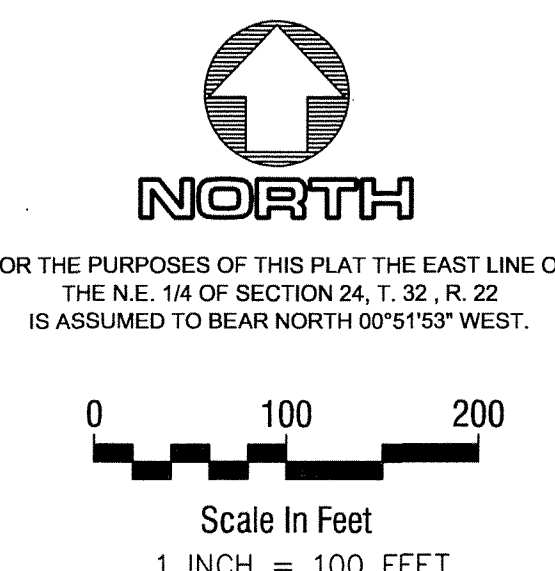 NORTH
OR THE PURPOSES OF THIS PLAT THE EAST LINE O
THE N.E. 1/4 OF SECTION 24, T. 32 , R. 22
IS ASSUMED TO BEAR NORTH 00°51'53" WEST.
0 100 200
Scale In Feet
1 INCH = 100 FEET